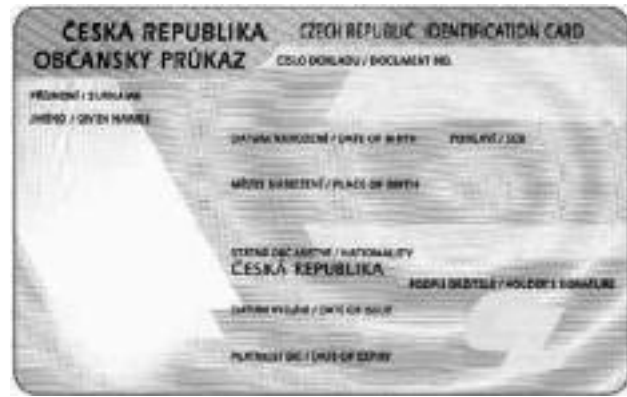 ČESKÁ REPUBLIKA CZECH REPUBLIC IDENTIFICATION CARD
OBČANSKÝ PRŮKAZ ČÍSLO DOKLADU / DOCUMENT NO.
PŘÍJMENÍ / SURNAME
JMÉNO / GIVEN NAMES
DATUM NAROZENÍ / DATE OF BIRTH POHLAVÍ / SEX
MÍSTO NAROZENÍ / PLACE OF BIRTH
STÁTNÍ OBČANSTVÍ / NATIONALITY
ČESKÁ REPUBLIKA
PODPIS DRŽITELE / HOLDER'S SIGNATURE
DATUM VYDÁNÍ / DATE OF ISSUE
PLATNOST DO / DATE OF EXPIRY